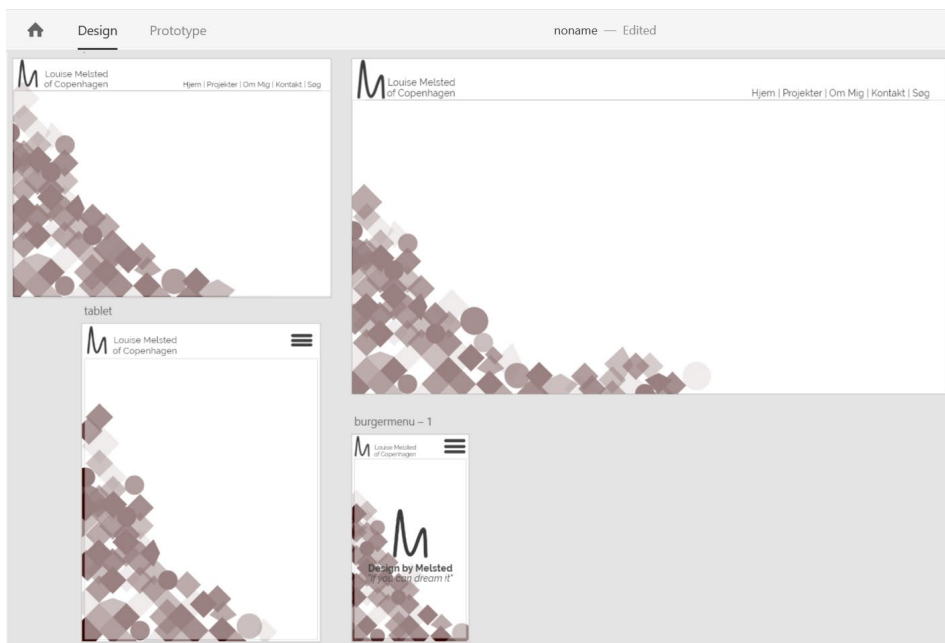 Design
Prototype
noname — Edited
Louise Melsted
of Copenhagen
Hjem | Projekter | Om Mig | Kontakt | Søg
Louise Melsted
of Copenhagen
Hjem | Projekter | Om Mig | Kontakt | Søg
tablet
Louise Melsted
of Copenhagen
burgermenu – 1
Louise Melsted
of Copenhagen
Design by Melsted
"if you can dream it"